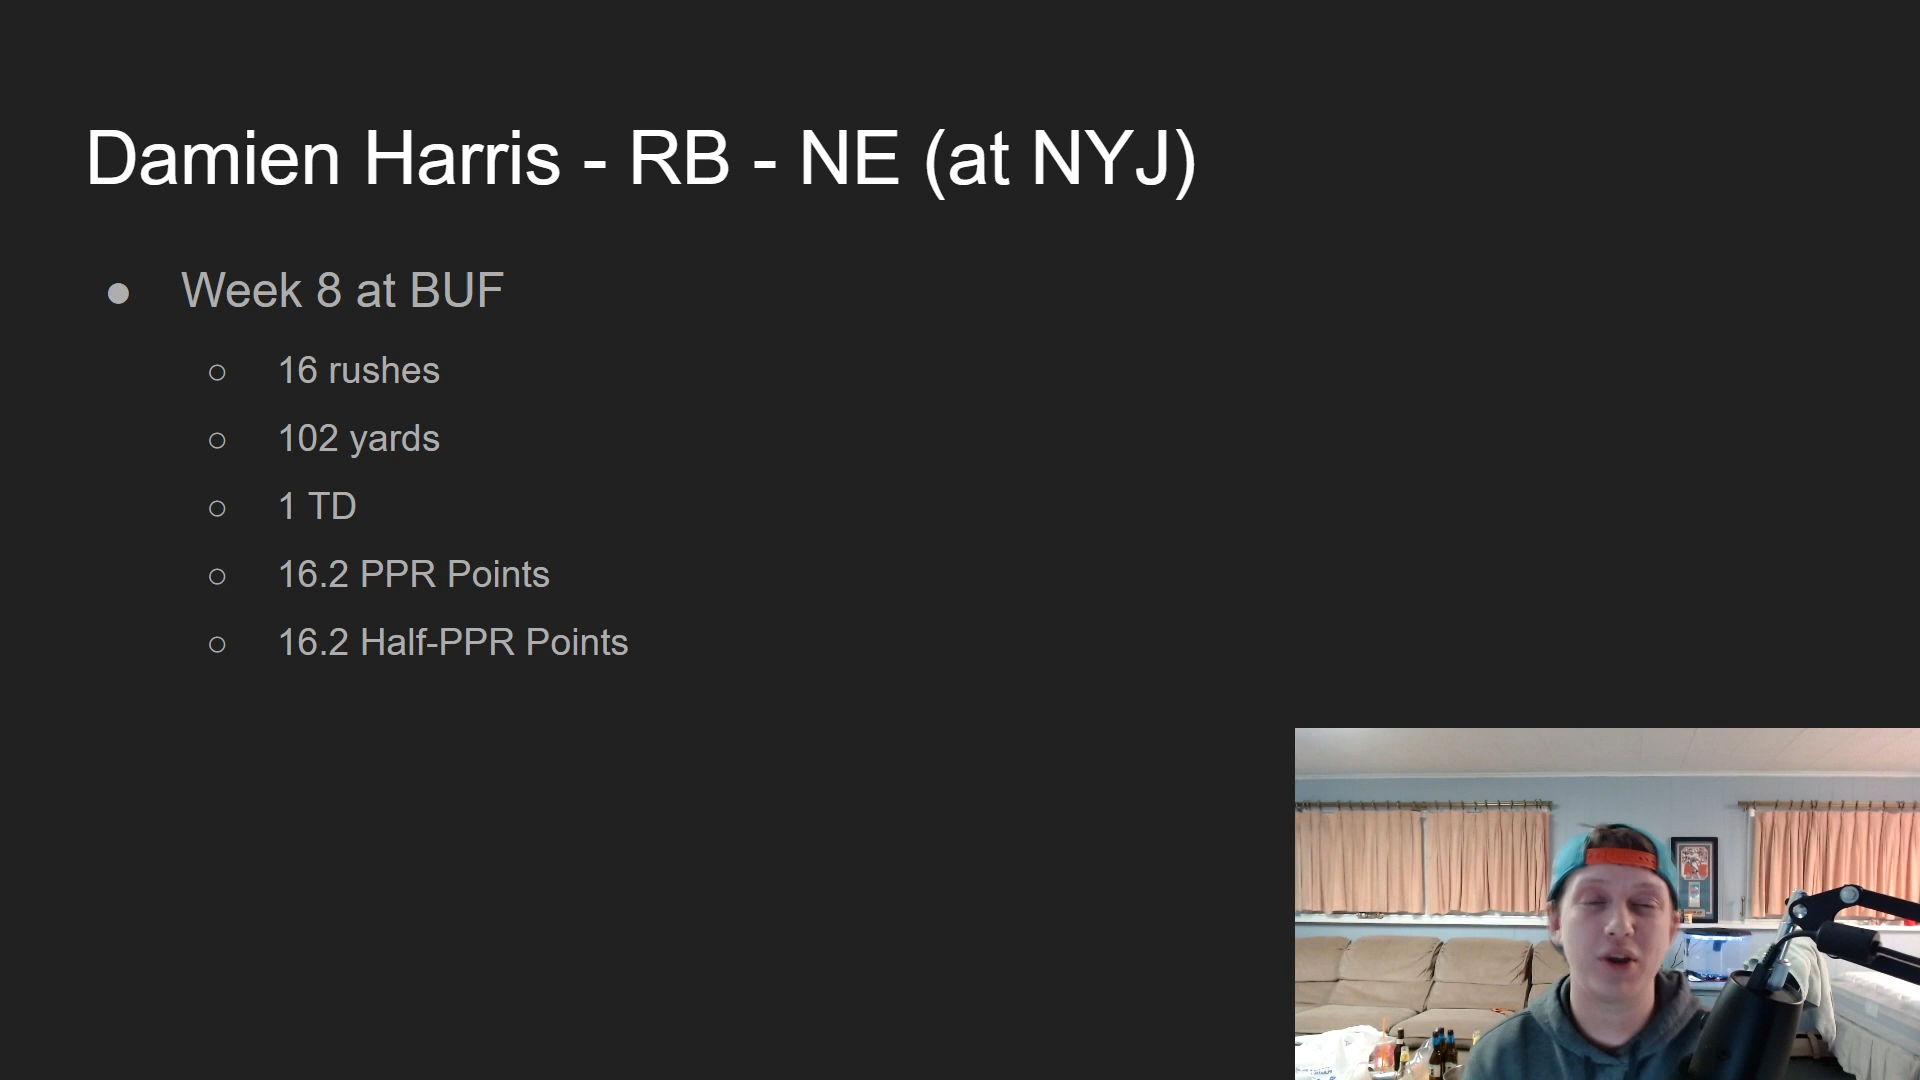 Damien Harris - RB - NE (at NYJ)
● Week 8 at BUF
○ 16 rushes
○ 102 yards
○ 1 TD
○ 16.2 PPR Points
○ 16.2 Half-PPR Points